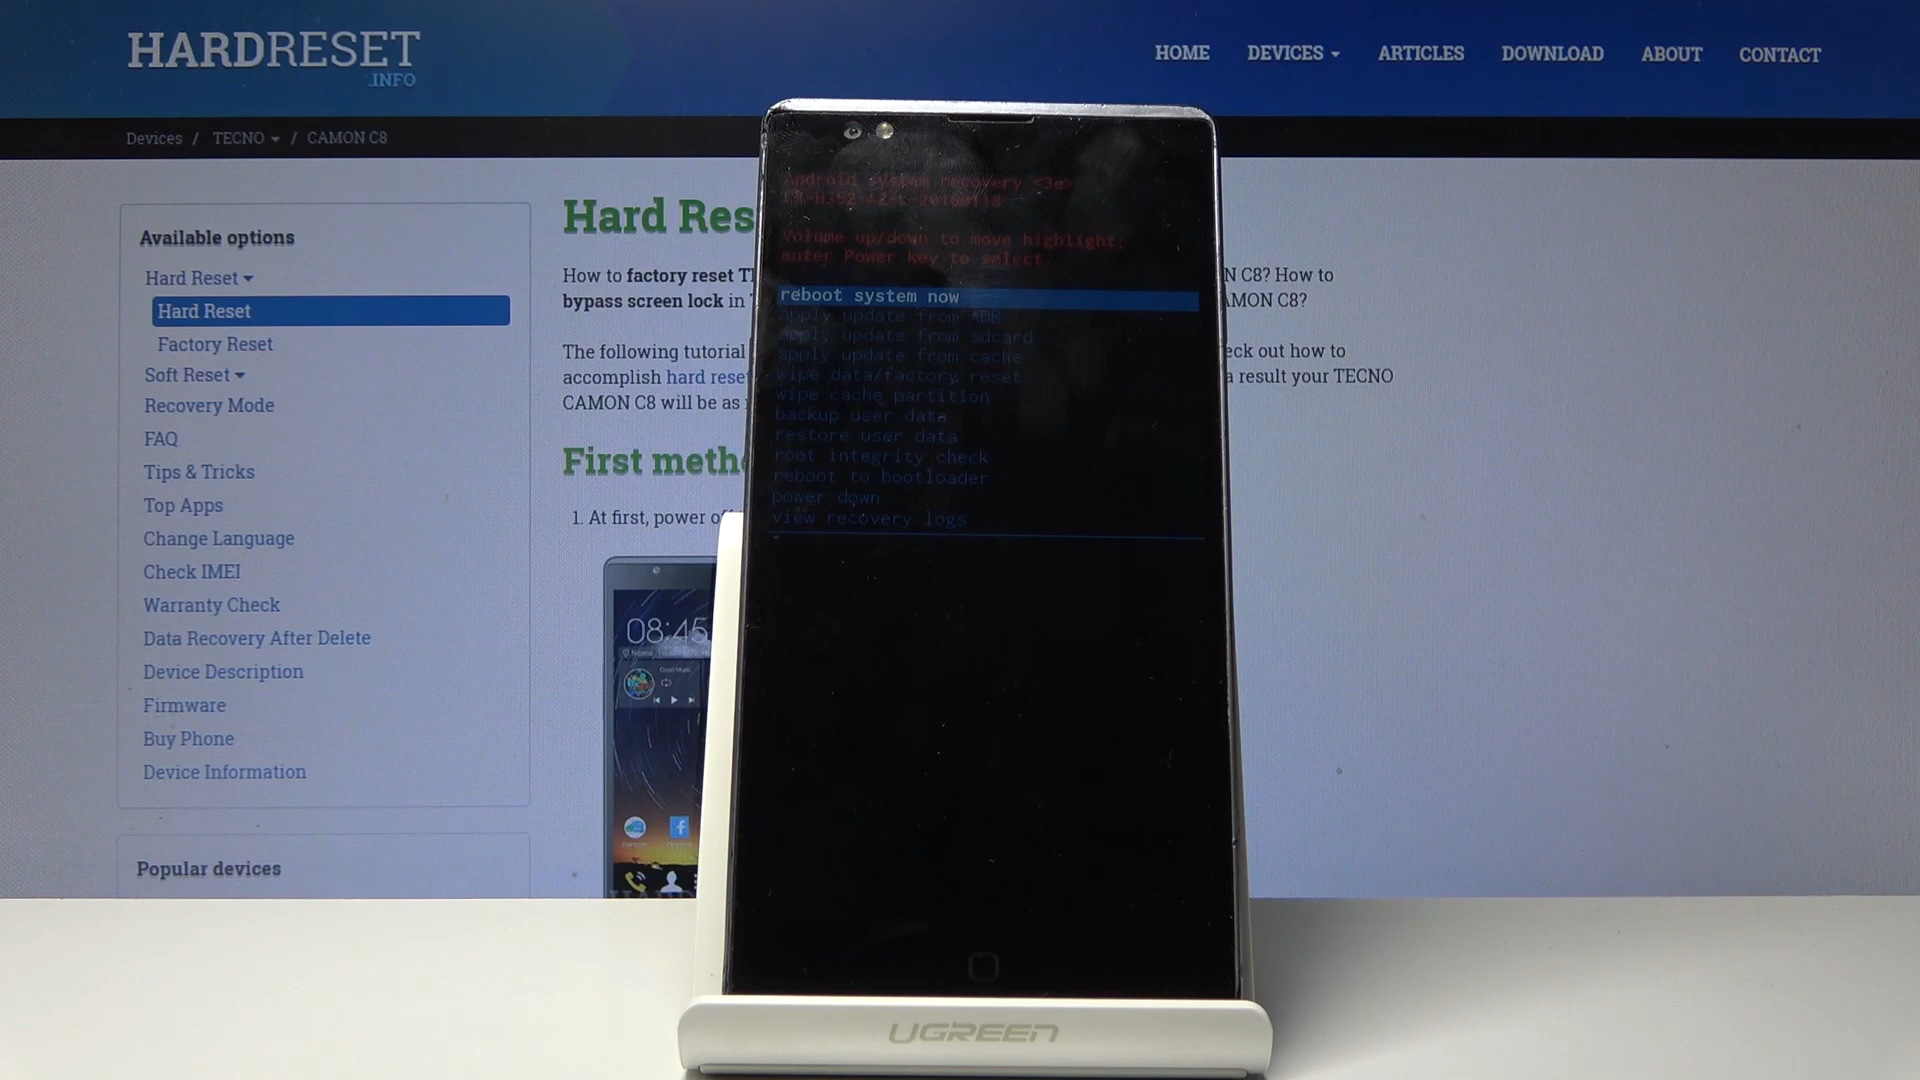 HARDRESET
.INFO
HOME
DEVICES
ARTICLES
DOWNLOAD
ABOUT
CONTACT
Devices / TECNO / CAMON C8
Available options
Hard Reset
Hard Reset
Factory Reset
Soft Reset
Recovery Mode
FAQ
Tips & Tricks
Top Apps
Change Language
Check IMEI
Warranty Check
Data Recovery After Delete
Device Description
Firmware
Buy Phone
Device Information
Popular devices
Hard Res
How to factory reset T
N C8? How to
bypass screen lock in
AMON C8?
The following tutorial
eck out how to
accomplish hard rese
a result your TECNO
CAMON C8 will be as
First meth
1. At first, power o
08:45
Android system recovery <3e>
Volume up/down to move highlight;
enter Power key to select.
reboot system now
apply update from ADB
apply update from sdcard
apply update from cache
wipe data/factory reset
wipe cache partition
backup user data
restore user data
root integrity check
reboot to bootloader
power down
view recovery logs
UGREEN